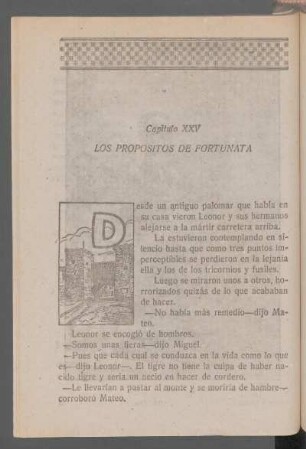 Capítulo XXV
LOS PROPOSITOS DE FORTUNATA
Desde un antiguo palomar que había en
su casa vieron Leonor y sus hermanos
alejarse a la mártir carretera arriba.
La estuvieron contemplando en si-
lencio hasta que como tres puntos im-
perceptibles se perdieron en la lejanía
ella y los de los tricornios y fusiles.
Luego se miraron unos a otros, ho-
rrorizados quizás de lo que acababan
de hacer.
—No había más remedio—dijo Ma-
teo.
Leonor se encogió de hombros.
—Somos unas fieras—dijo Miguel.
—Pues que cada cual se conduzca en la vida como lo que
es—dijo Leonor—. El tigre no tiene la culpa de haber na-
cido tigre y sería un necio en hacer de cordero.
—Le llevarían a pastar al monte y se moriría de hambre—
corroboró Mateo.